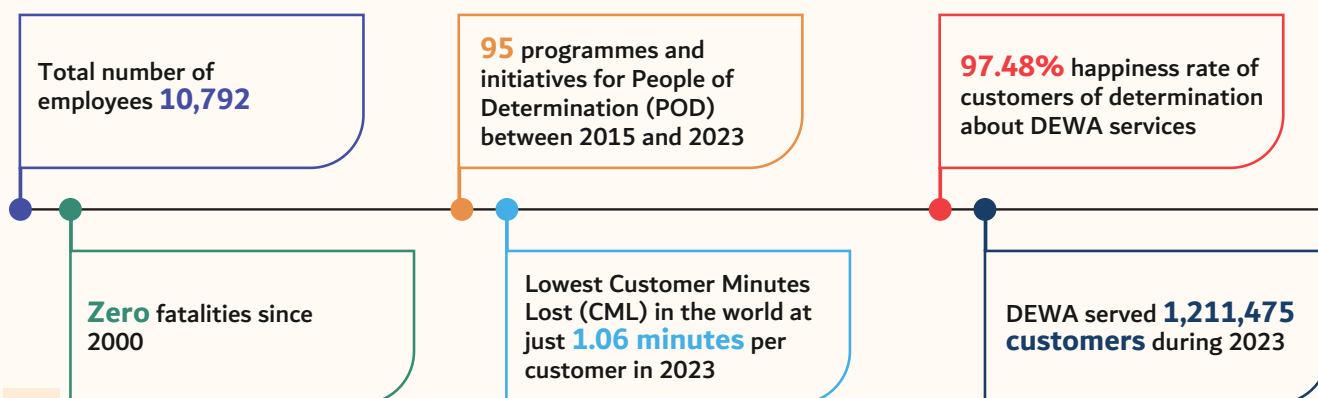 Total number of
employees 10,792
95 programmes and
initiatives for People of
Determination (POD)
between 2015 and 2023
97.48% happiness rate of
customers of determination
about DEWA services
Zero fatalities since
2000
Lowest Customer Minutes
Lost (CML) in the world at
just 1.06 minutes per
customer in 2023
DEWA served 1,211,475
customers during 2023